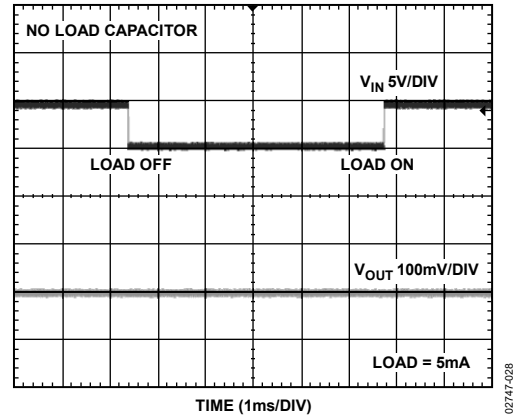 NO LOAD CAPACITOR
VIN 5V/DIV
LOAD OFF
LOAD ON
VOUT 100mV/DIV
LOAD = 5mA
TIME (1ms/DIV)
02747-028